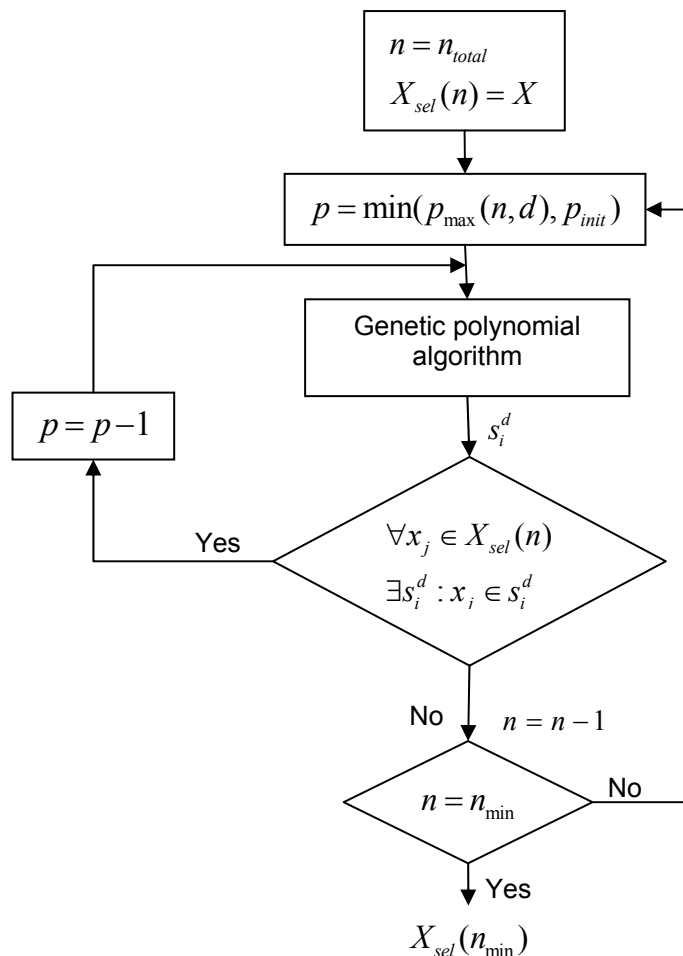 n = n_total
X_sel(n) = X
p = min(p_max(n, d), p_init)
Genetic polynomial
algorithm
p = p − 1
s_i^d
Yes
∀x_j ∈ X_sel(n)
∃s_i^d : x_j ∈ s_i^d
No
n = n − 1
n = n_min
No
Yes
X_sel(n_min)